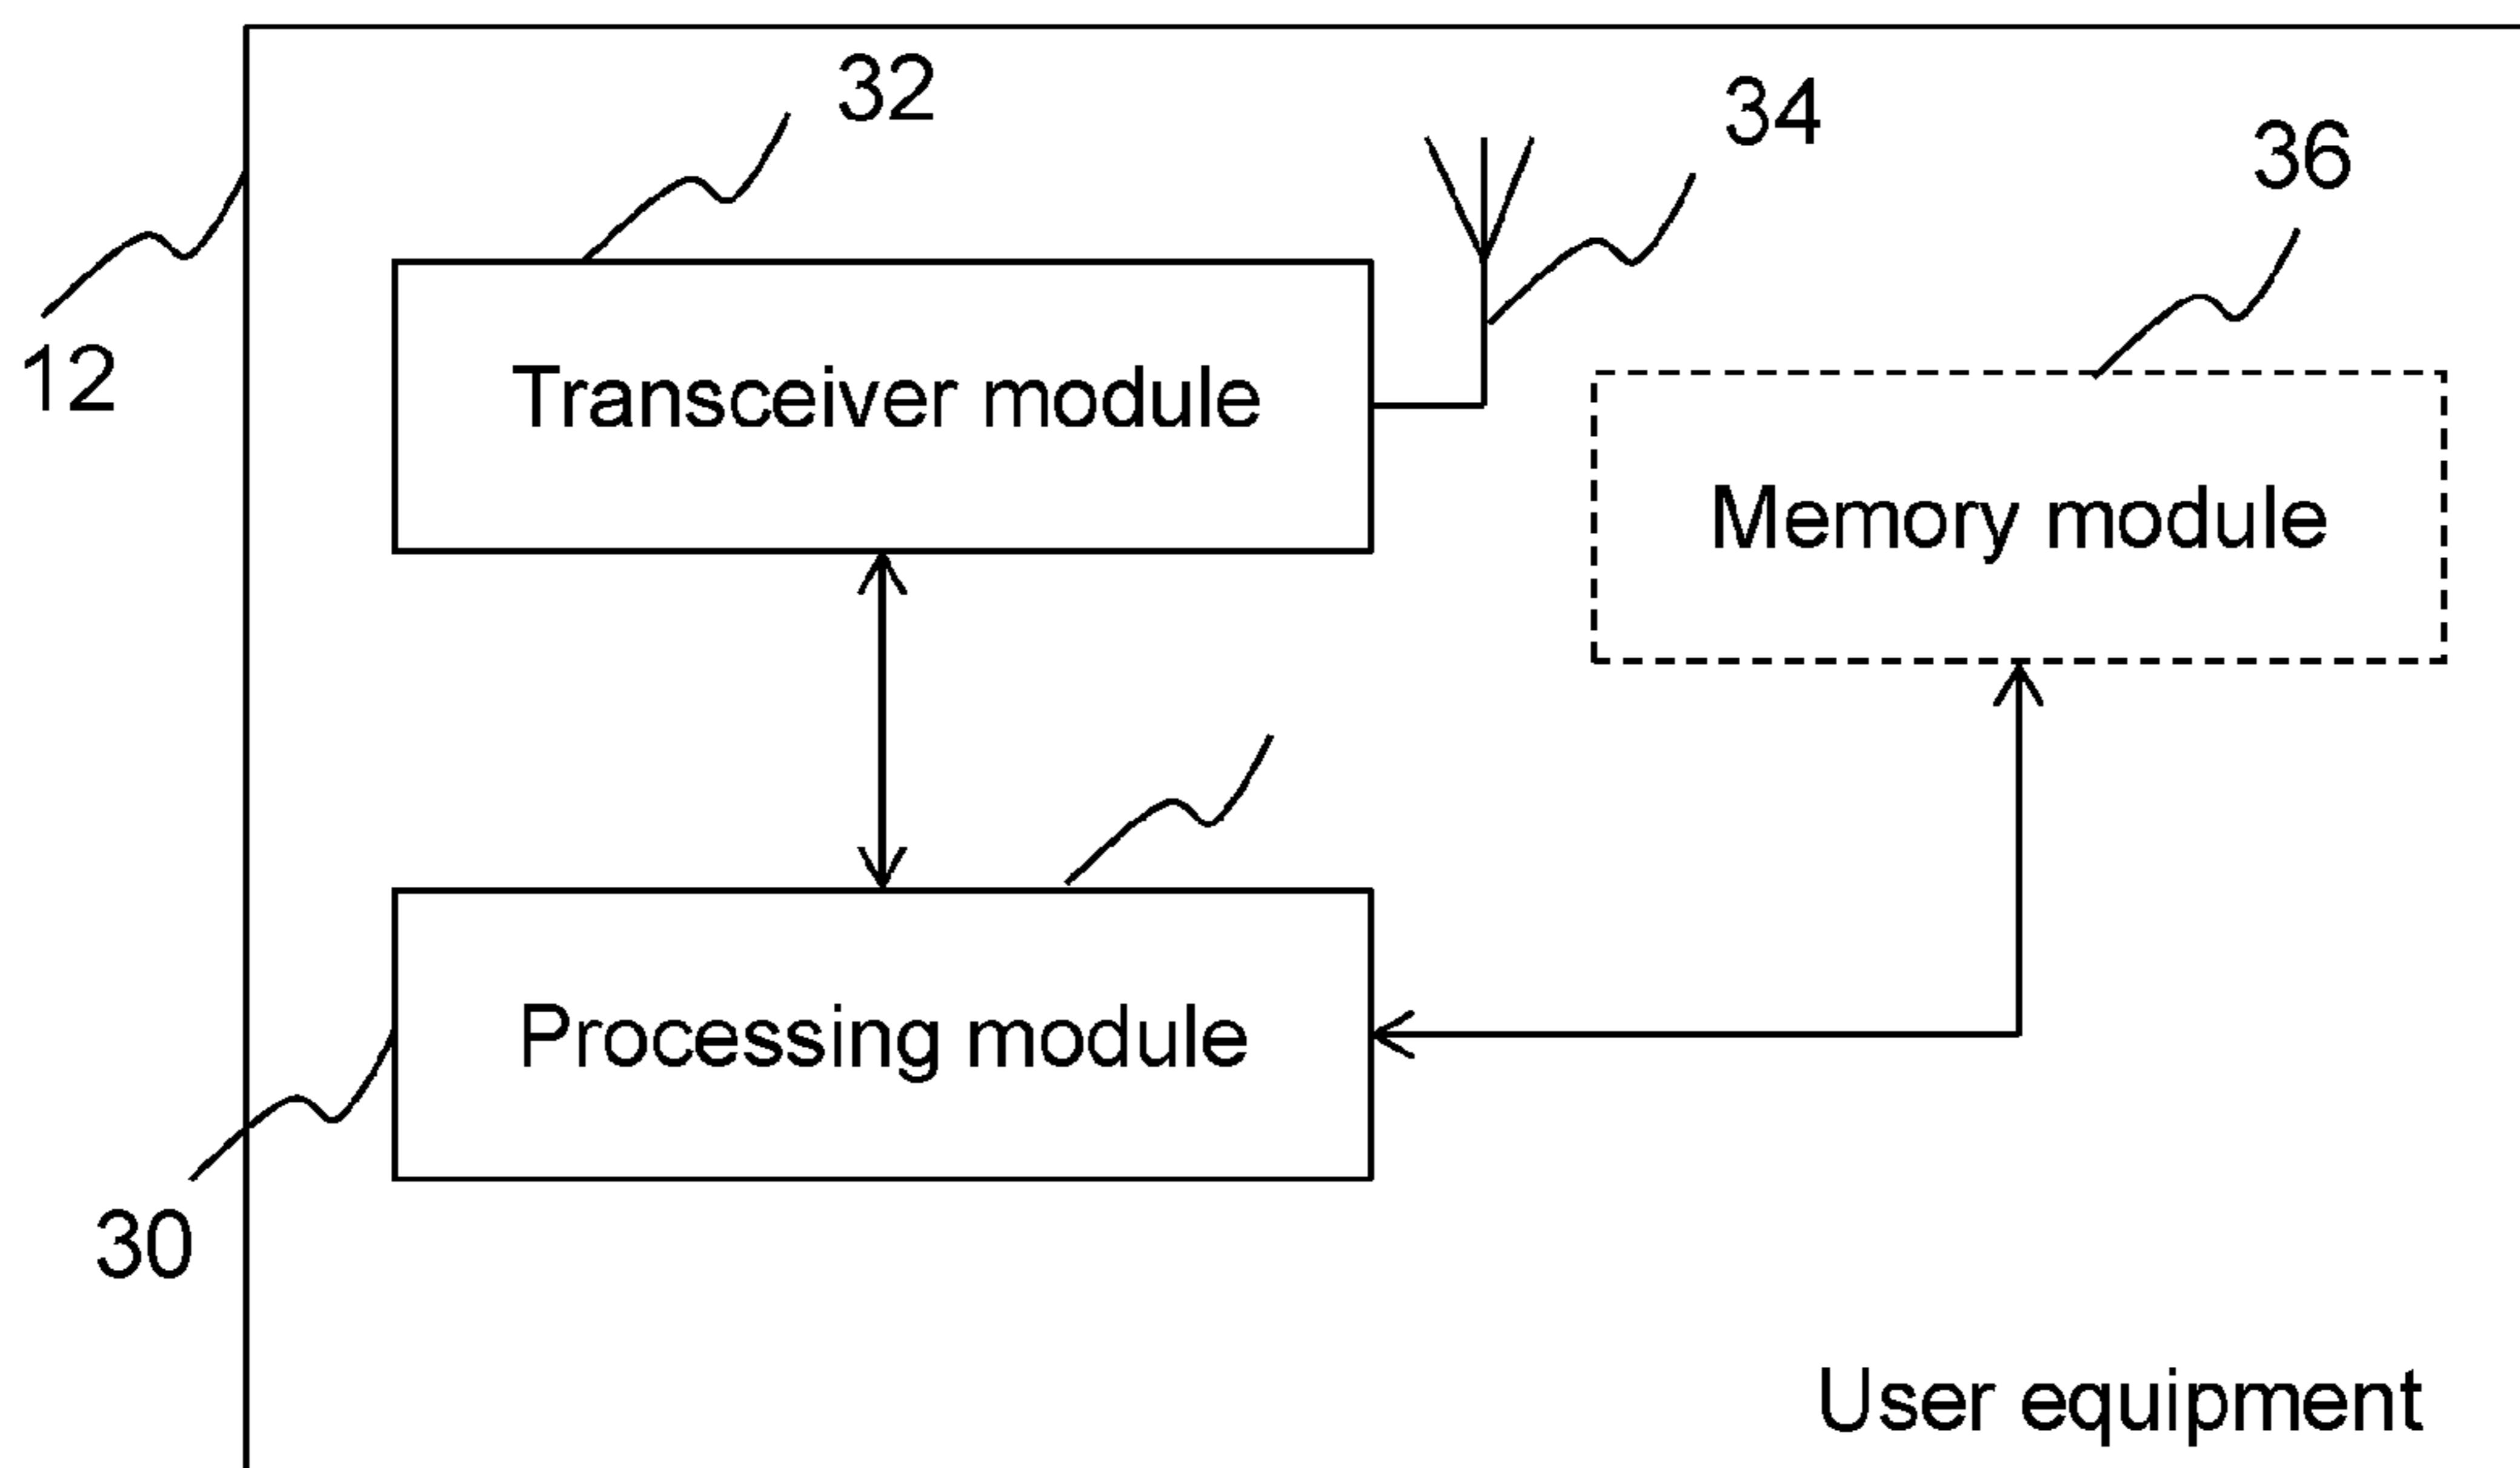 32
34
36
12
Transceiver module
Memory module
Processing module
30
User equipment